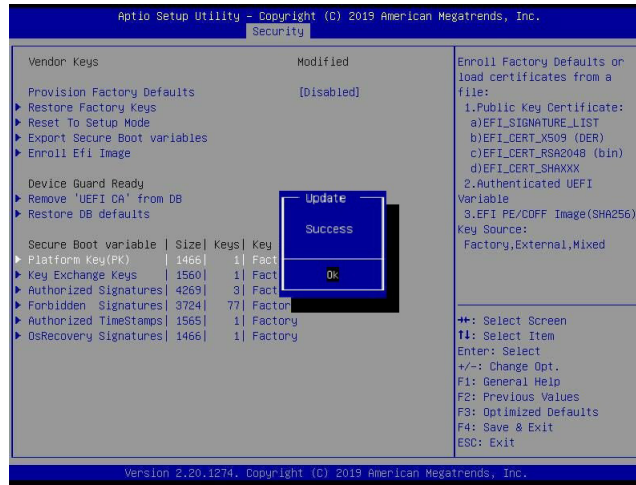 Aptio Setup Utility – Copyright (C) 2019 American Megatrends, Inc.
Security
Vendor Keys Modified
Provision Factory Defaults [Disabled]
Restore Factory Keys
Reset To Setup Mode
Export Secure Boot variables
Enroll Efi Image
Device Guard Ready
Remove 'UEFI CA' from DB
Restore DB defaults
Secure Boot variable | Size| Keys| Key
Platform Key(PK) | 1466| 1| Fact
Key Exchange Keys | 1560| 1| Fact
Authorized Signatures| 4269| 3| Fact
Forbidden Signatures| 3724| 77| Factor
Authorized TimeStamps| 1565| 1| Factory
OsRecovery Signatures| 1466| 1| Factory
Update
Success
Ok
Enroll Factory Defaults or
load certificates from a
file:
1.Public Key Certificate:
a)EFI_SIGNATURE_LIST
b)EFI_CERT_X509 (DER)
c)EFI_CERT_RSA2048 (bin)
d)EFI_CERT_SHAXXX
2.Authenticated UEFI
Variable
3.EFI PE/COFF Image(SHA256)
Key Source:
Factory,External,Mixed
→←: Select Screen
↑↓: Select Item
Enter: Select
+/-: Change Opt.
F1: General Help
F2: Previous Values
F3: Optimized Defaults
F4: Save & Exit
ESC: Exit
Version 2.20.1274. Copyright (C) 2019 American Megatrends, Inc.